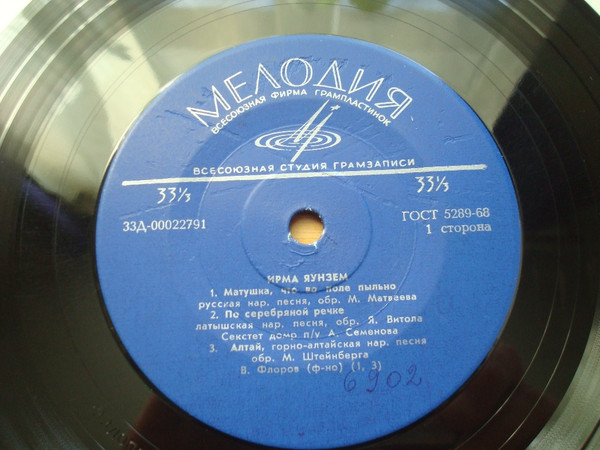 МЕЛОДИЯ
ВСЕСОЮЗНАЯ ФИРМА ГРАМПЛАСТИНОК
ВСЕСОЮЗНАЯ СТУДИЯ ГРАМЗАПИСИ
33⅓ 33⅓
33Д-00022791 ГОСТ 5289-68
1 сторона
ИРМА ЯУНЗЕМ
1. Матушка, что во поле пыльно
русская нар. песня, обр. М. Матвеева
2. По серебряной речке
латышская нар. песня, обр. Я. Витола
Секстет домр п/у А. Семенова
3. Алтай, горно-алтайская нар. песня
обр. М. Штейнберга
В. Флоров (ф-но) (1, 3)
6902